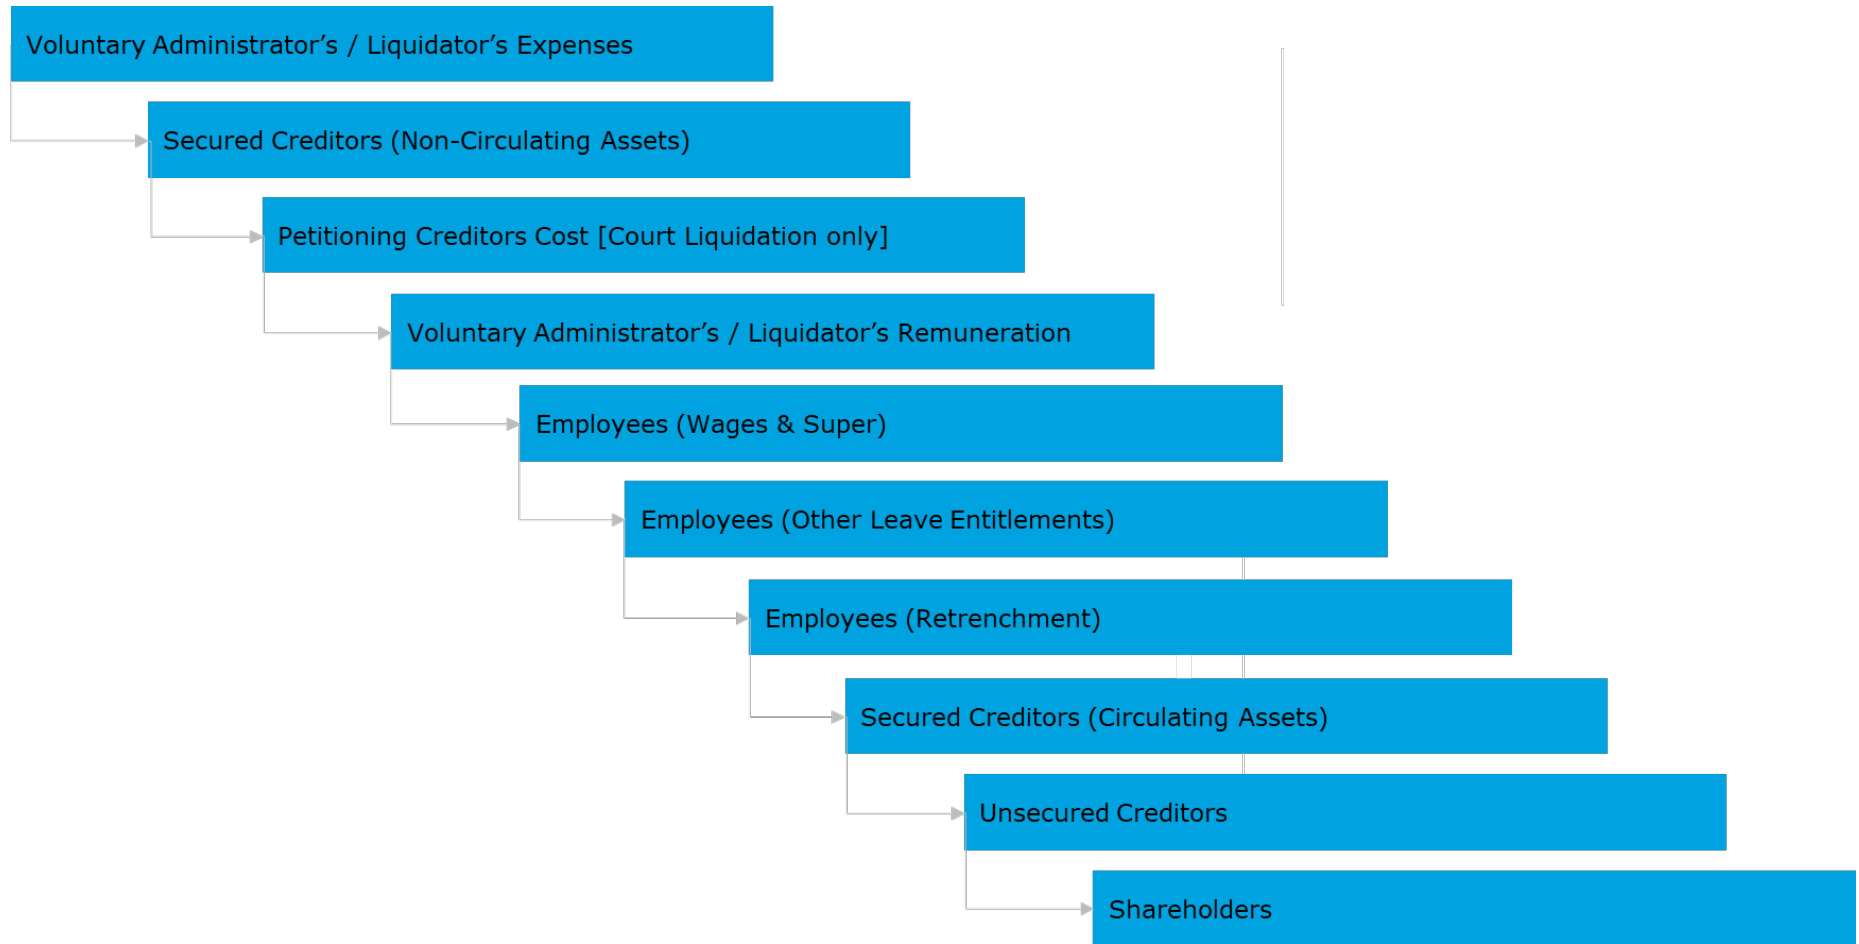 Voluntary Administrator’s / Liquidator’s Expenses
Secured Creditors (Non-Circulating Assets)
Petitioning Creditors Cost [Court Liquidation only]
Voluntary Administrator’s / Liquidator’s Remuneration
Employees (Wages & Super)
Employees (Other Leave Entitlements)
Employees (Retrenchment)
Secured Creditors (Circulating Assets)
Unsecured Creditors
Shareholders